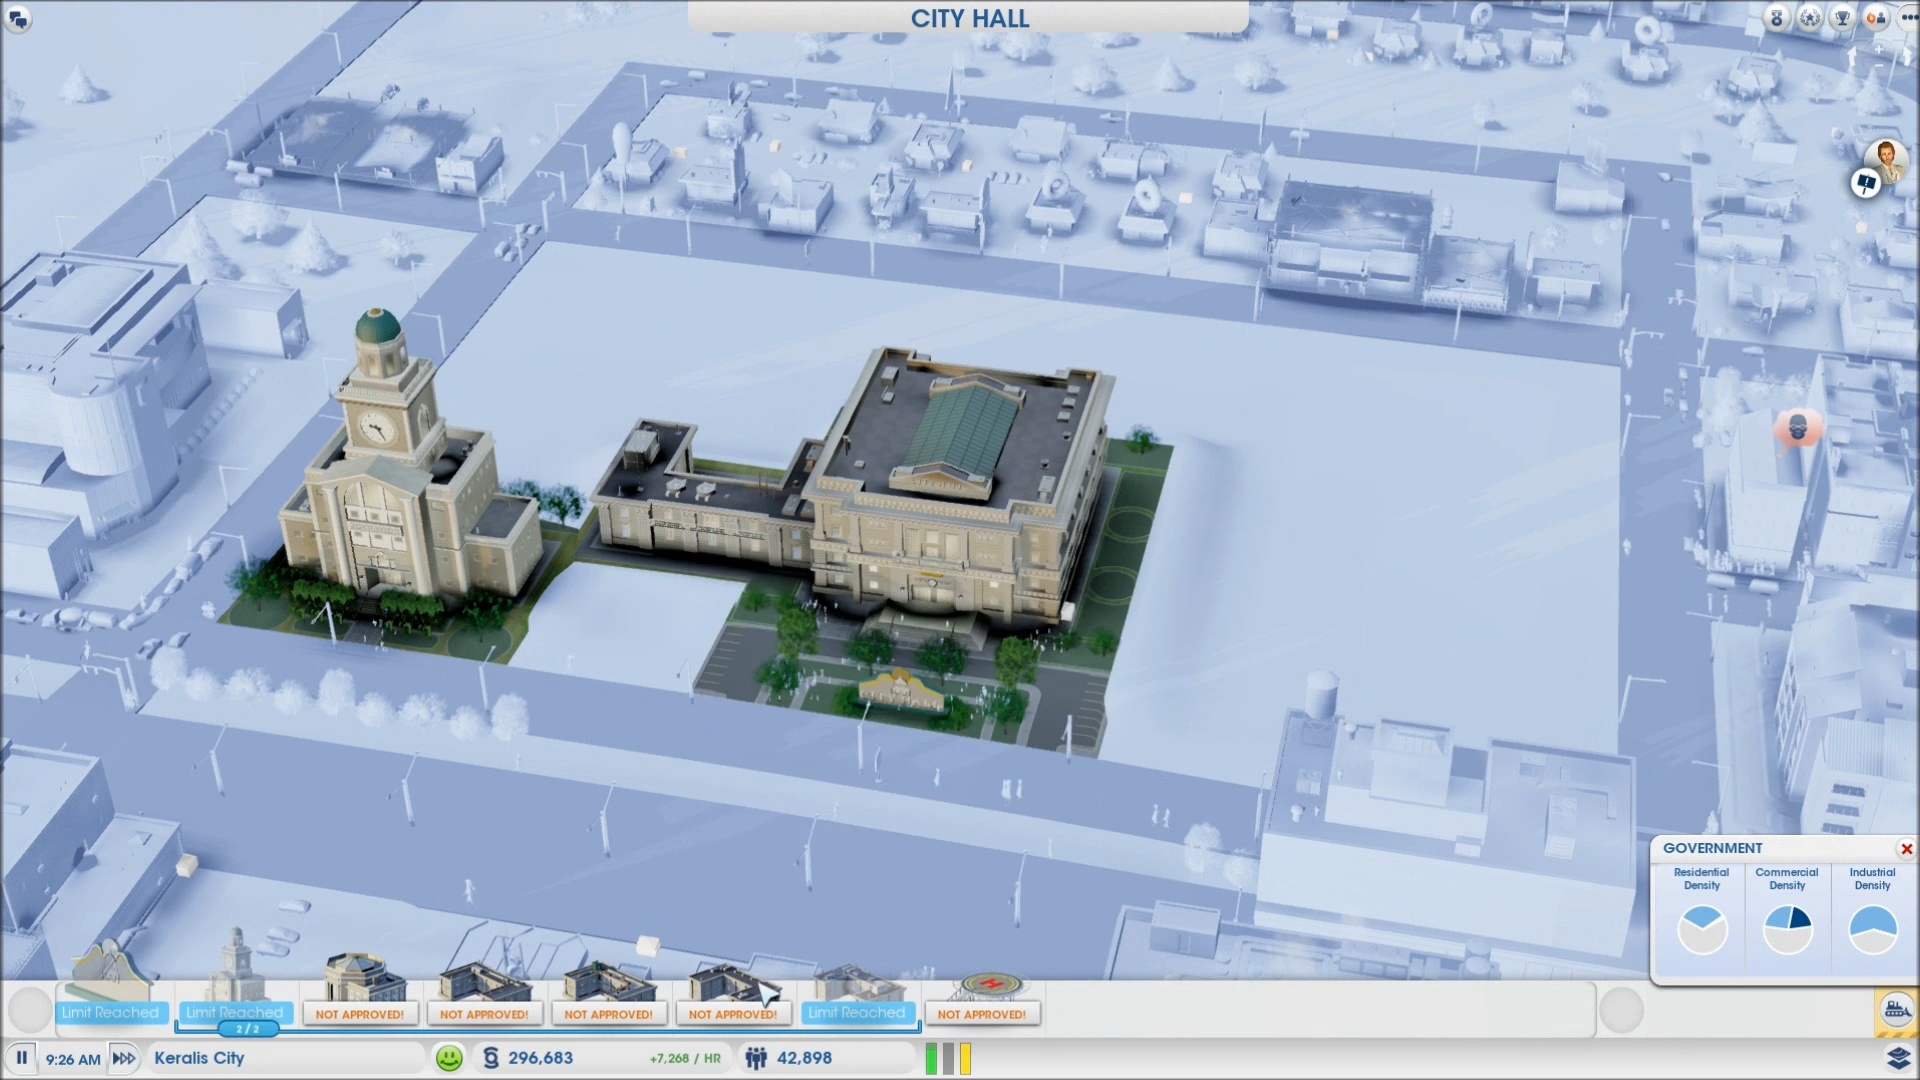 CITY HALL
GOVERNMENT
Residential Density
Commercial Density
Industrial Density
Limit Reached
Limit Reached
NOT APPROVED!
NOT APPROVED!
NOT APPROVED!
NOT APPROVED!
Limit Reached
NOT APPROVED!
2 / 2
9:26 AM
Keralis City
296,683
+7,268 / HR
42,898